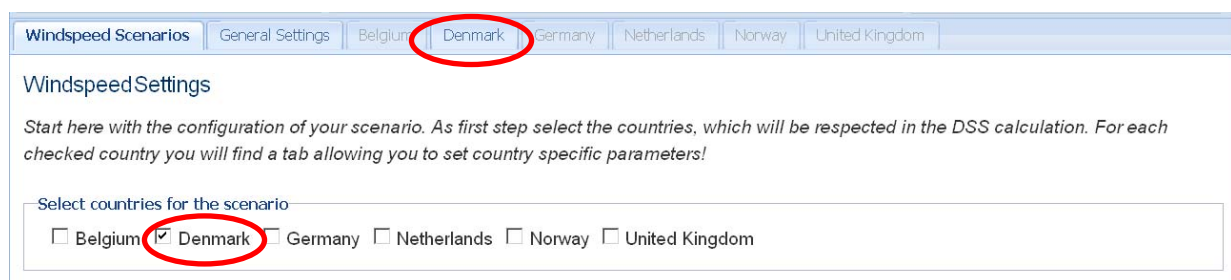 Windspeed Scenarios General Settings Belgium Denmark Germany Netherlands Norway United Kingdom
WindspeedSettings
Start here with the configuration of your scenario. As first step select the countries, which will be respected in the DSS calculation. For each
checked country you will find a tab allowing you to set country specific parameters!
Select countries for the scenario
Belgium Denmark Germany Netherlands Norway United Kingdom